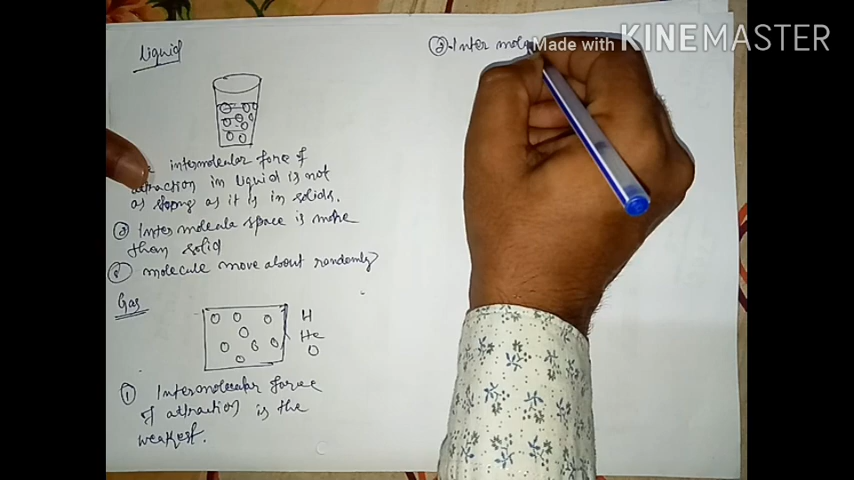 Liquid
intermolecular force of
attraction in liquid is not
as strong as it is in solids.
② Inter molecula space is more
than solid
③ molecule move about randomly
Gas
H
He
O
① Intermolecular force
of attraction is the
weakest.
② Inter mole
Made with KINEMASTER